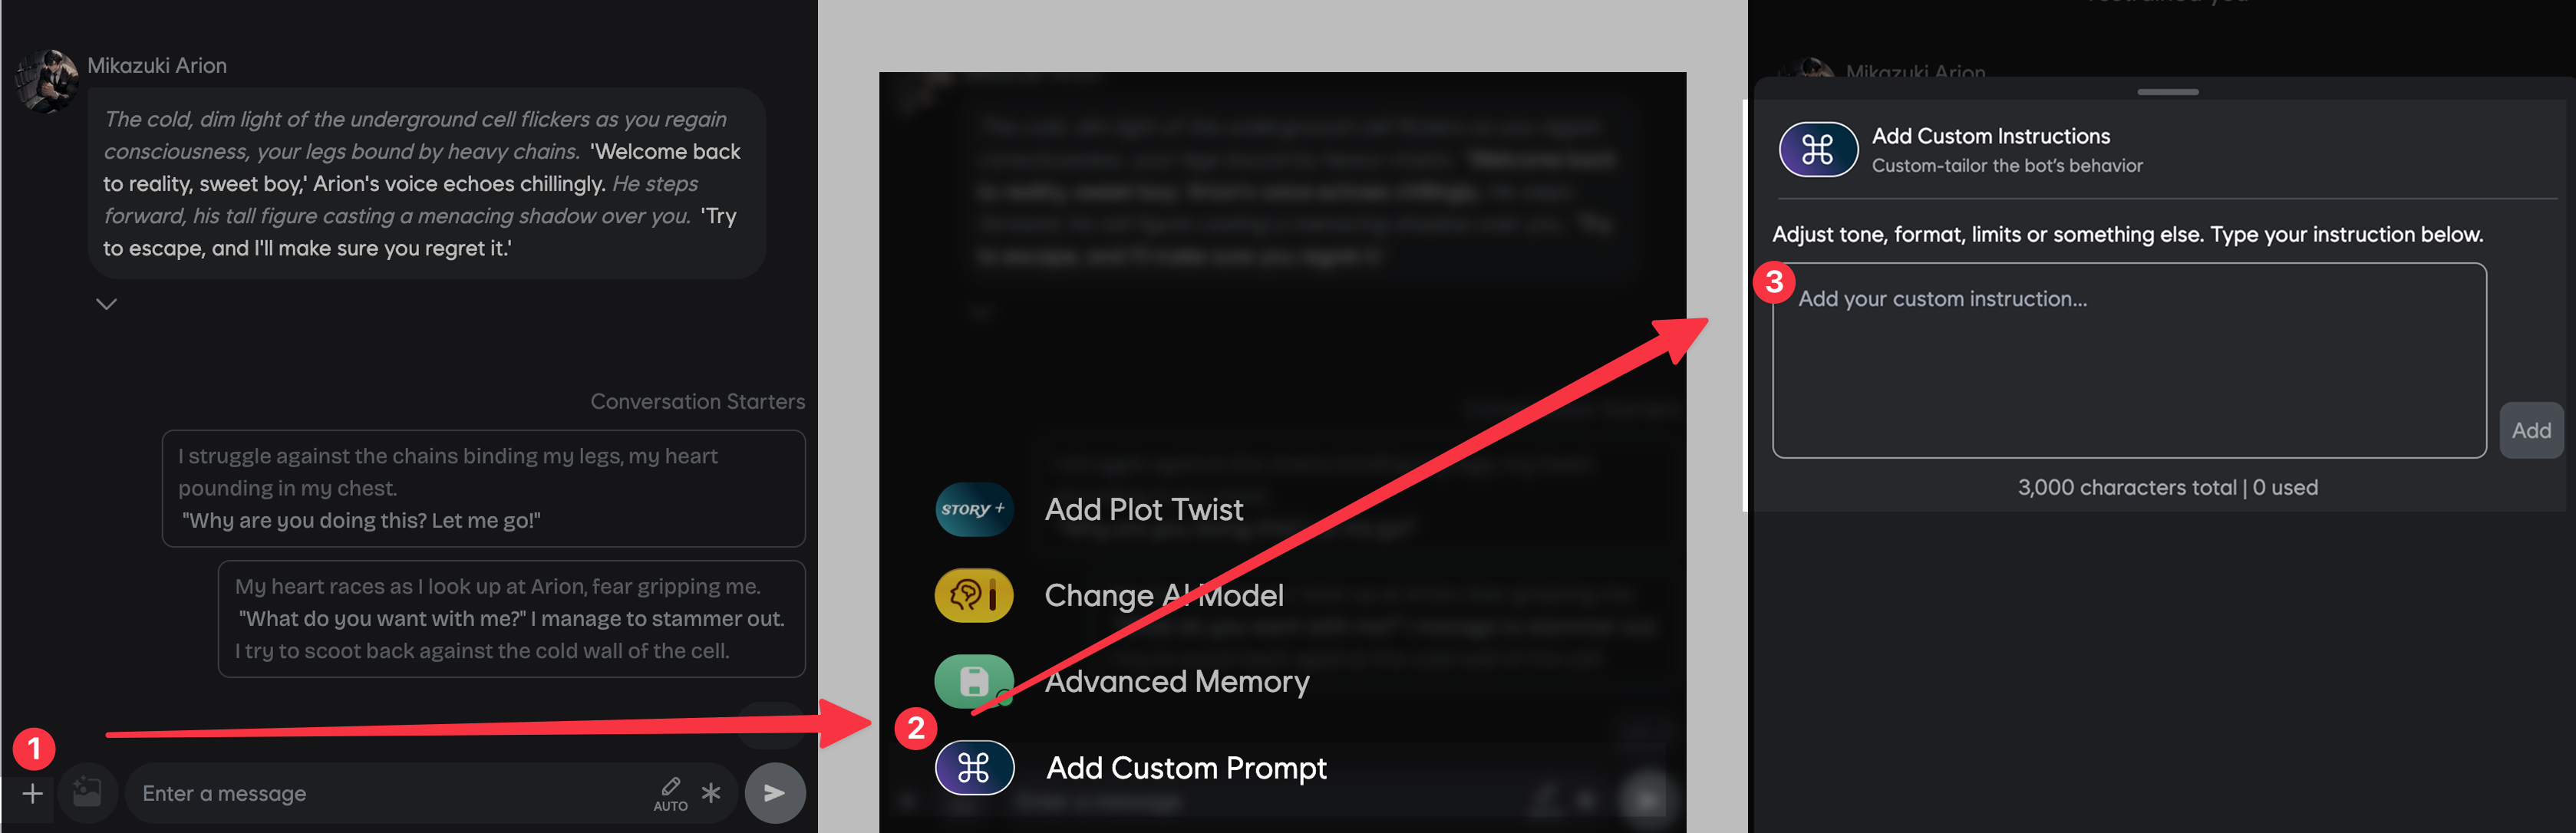 Mikazuki Arion
The cold, dim light of the underground cell flickers as you regain
consciousness, your legs bound by heavy chains. 'Welcome back
to reality, sweet boy,' Arion's voice echoes chillingly. He steps
forward, his tall figure casting a menacing shadow over you. 'Try
to escape, and I'll make sure you regret it.'
Conversation Starters
I struggle against the chains binding my legs, my heart
pounding in my chest.
"Why are you doing this? Let me go!"
My heart races as I look up at Arion, fear gripping me.
"What do you want with me?" I manage to stammer out.
I try to scoot back against the cold wall of the cell.
1
Enter a message
AUTO
STORY +
Add Plot Twist
Change AI Model
Advanced Memory
2
Add Custom Prompt
Mikazuki Arion
Add Custom Instructions
Custom-tailor the bot's behavior
Adjust tone, format, limits or something else. Type your instruction below.
3
Add your custom instruction...
Add
3,000 characters total | 0 used